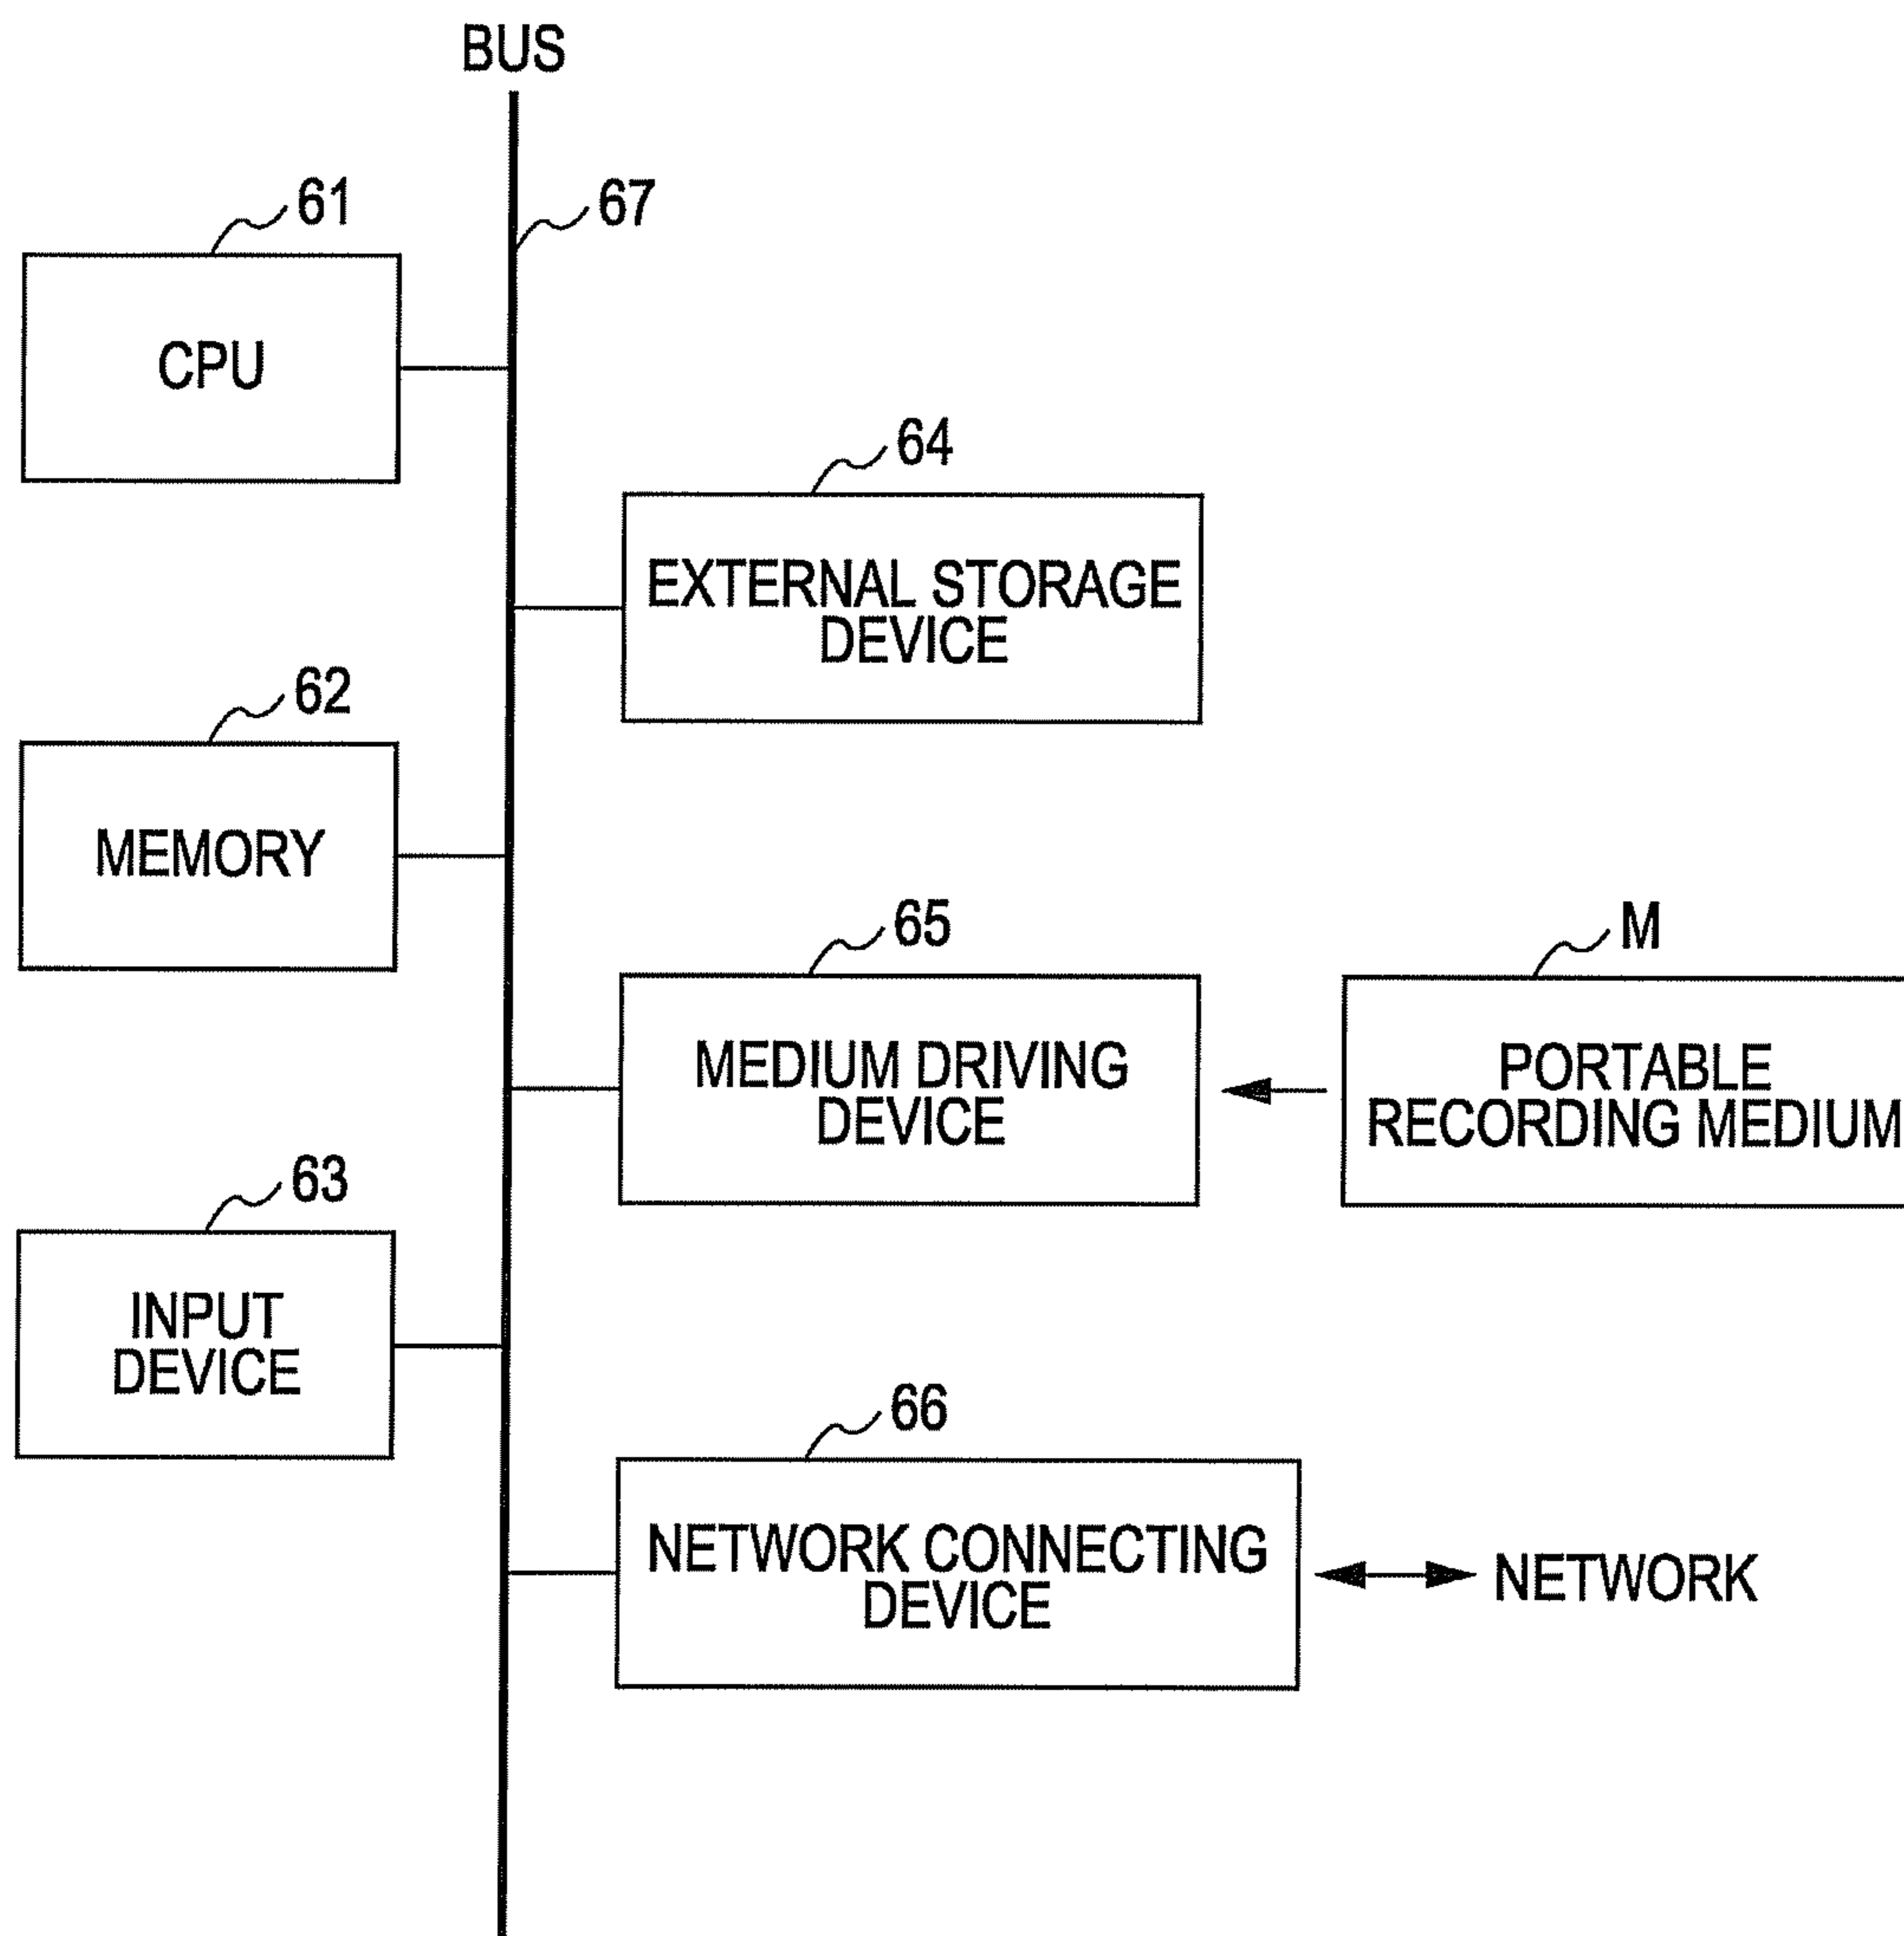 BUS
61
67
CPU
64
EXTERNAL STORAGE
DEVICE
62
MEMORY
65
M
MEDIUM DRIVING
DEVICE
PORTABLE
RECORDING MEDIUM
63
INPUT
DEVICE
66
NETWORK CONNECTING
DEVICE
NETWORK